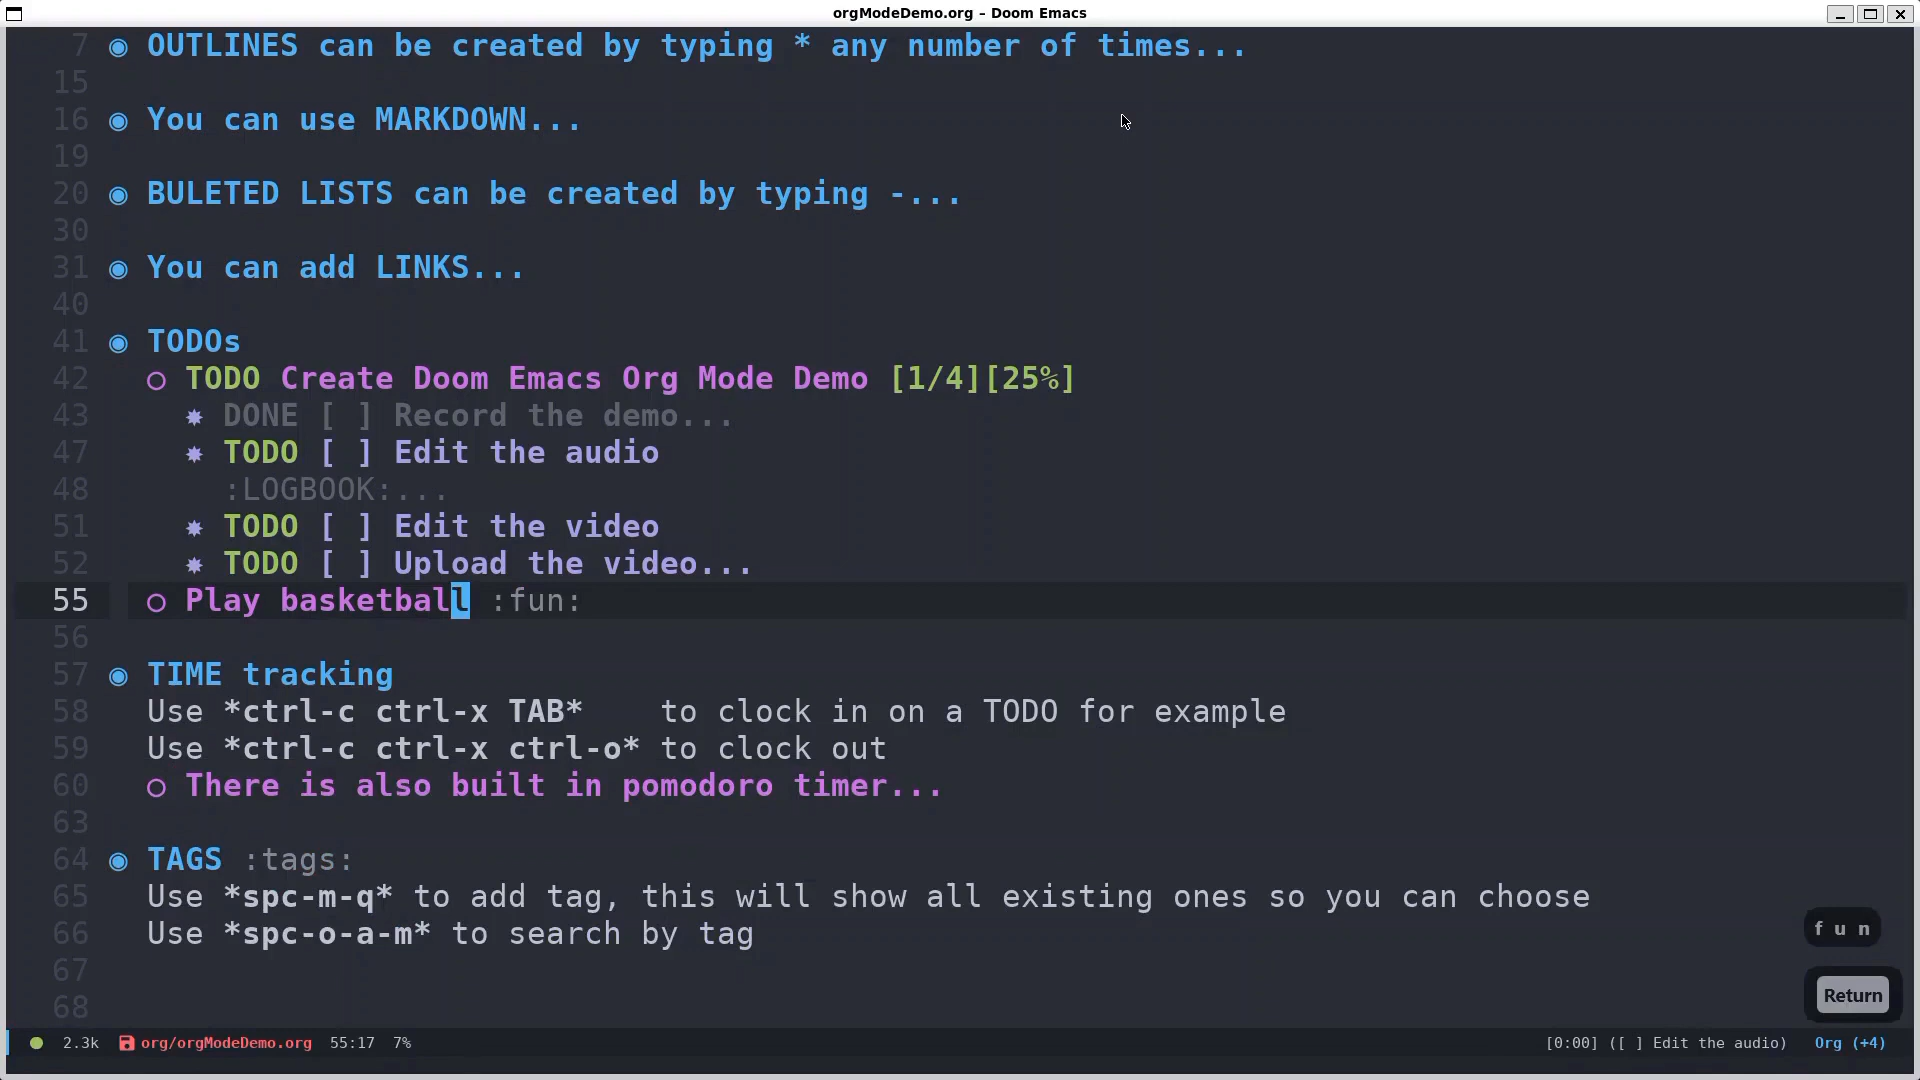 orgModeDemo.org – Doom Emacs
7 ◉ OUTLINES can be created by typing * any number of times...
15
16 ◉ You can use MARKDOWN...
19
20 ◉ BULETED LISTS can be created by typing -...
30
31 ◉ You can add LINKS...
40
41 ◉ TODOs
42 ○ TODO Create Doom Emacs Org Mode Demo [1/4][25%]
43 ✸ DONE [ ] Record the demo...
47 ✸ TODO [ ] Edit the audio
48 :LOGBOOK:...
51 ✸ TODO [ ] Edit the video
52 ✸ TODO [ ] Upload the video...
55 ○ Play basketball :fun:
56
57 ◉ TIME tracking
58 Use *ctrl-c ctrl-x TAB* to clock in on a TODO for example
59 Use *ctrl-c ctrl-x ctrl-o* to clock out
60 ○ There is also built in pomodoro timer...
63
64 ◉ TAGS :tags:
65 Use *spc-m-q* to add tag, this will show all existing ones so you can choose
66 Use *spc-o-a-m* to search by tag
67
68
f u n
Return
2.3k org/orgModeDemo.org 55:17 7% [0:00] ([ ] Edit the audio) Org (+4)